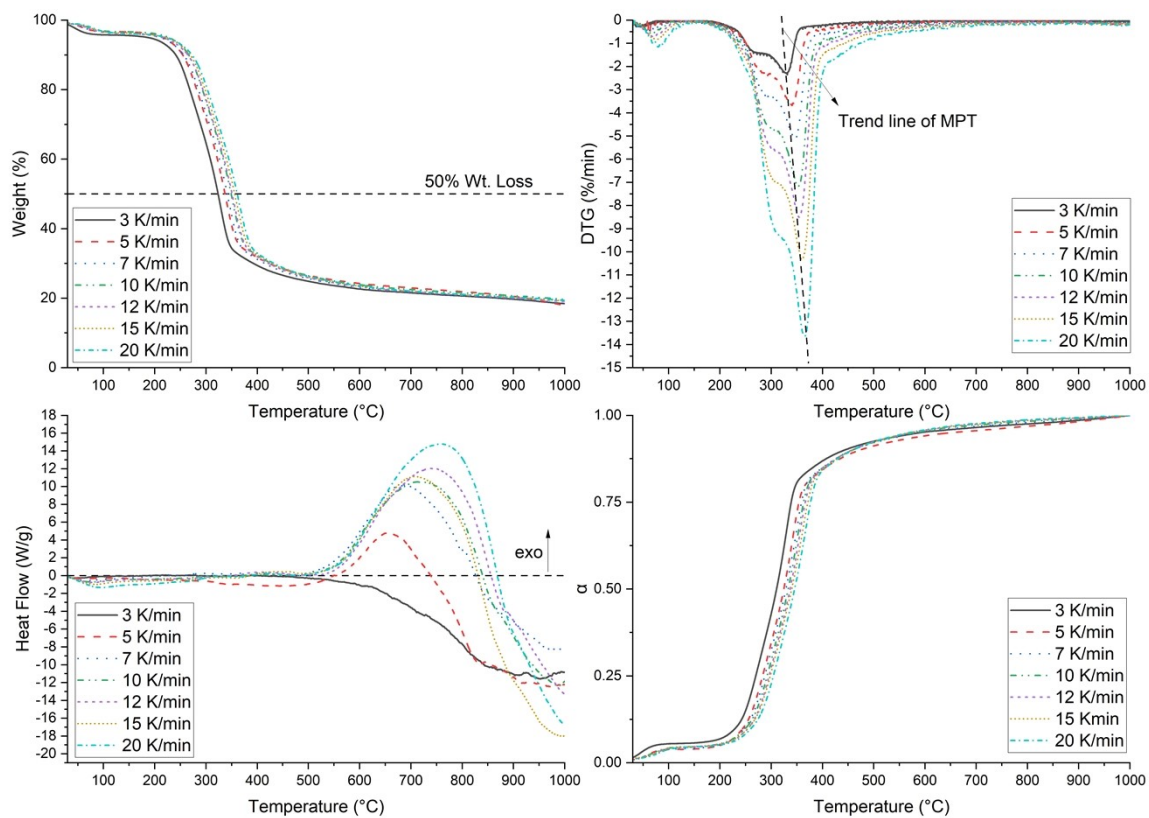 100
80
60
40
20
0
Weight (%)
50% Wt. Loss
3 K/min
5 K/min
7 K/min
10 K/min
12 K/min
15 K/min
20 K/min
100 200 300 400 500 600 700 800 900 1000
Temperature (°C)
0
-1
-2
-3
-4
-5
-6
-7
-8
-9
-10
-11
-12
-13
-14
-15
DTG (%/min)
Trend line of MPT
3 K/min
5 K/min
7 K/min
10 K/min
12 K/min
15 K/min
20 K/min
100 200 300 400 500 600 700 800 900 1000
Temperature (°C)
18
16
14
12
10
8
6
4
2
0
-2
-4
-6
-8
-10
-12
-14
-16
-18
-20
Heat Flow (W/g)
exo
3 K/min
5 K/min
7 K/min
10 K/min
12 K/min
15 K/min
20 K/min
100 200 300 400 500 600 700 800 900 1000
Temperature (°C)
1.00
0.75
0.50
0.25
0.00
α
3 K/min
5 K/min
7 K/min
10 K/min
12 K/min
15 Kmin
20 K/min
100 200 300 400 500 600 700 800 900 1000
Temperature (°C)